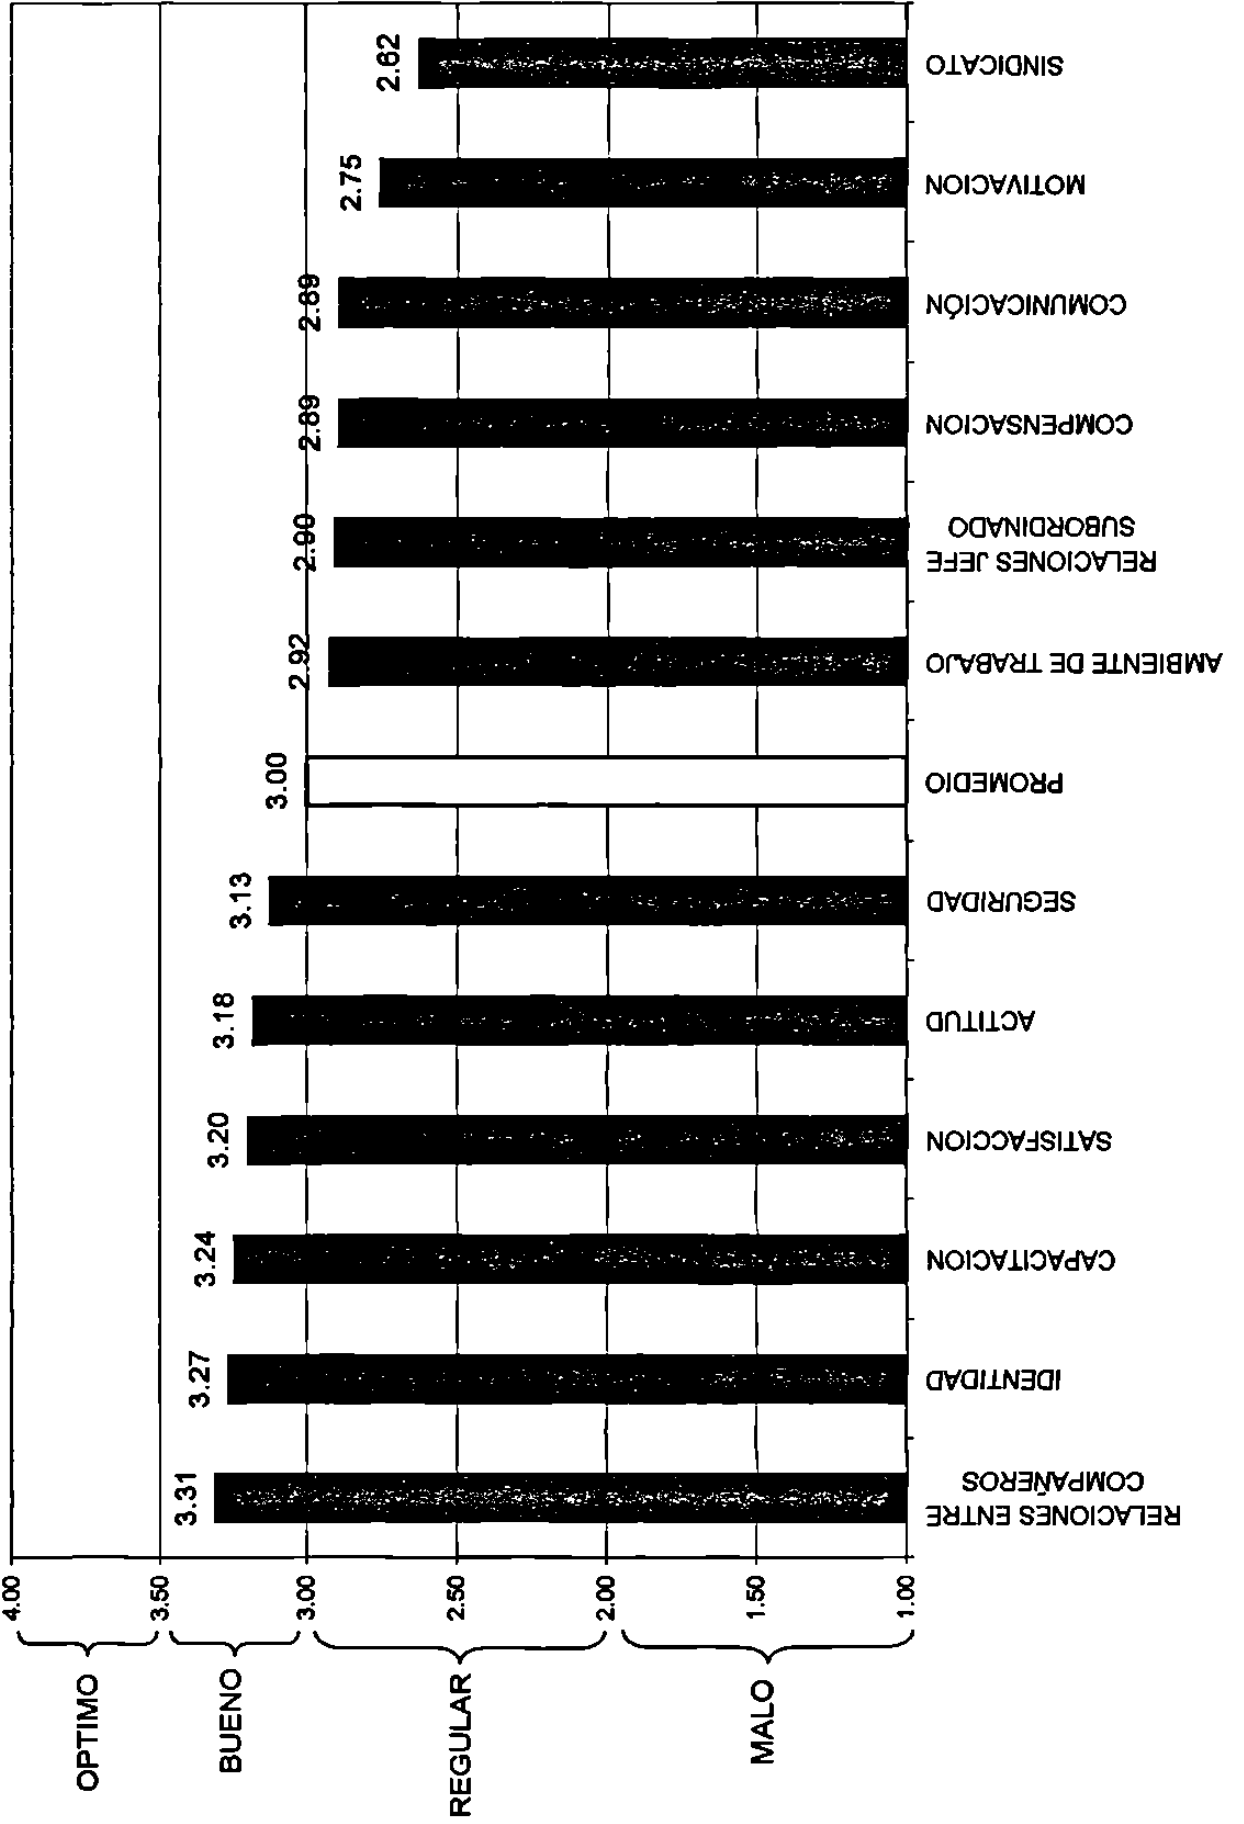 4.00
3.50
3.00
2.50
2.00
1.50
1.00
OPTIMO
BUENO
REGULAR
MALO
3.31
3.27
3.24
3.20
3.18
3.13
3.00
2.92
2.90
2.89
2.89
2.75
2.62
RELACIONES ENTRE
COMPAÑEROS
IDENTIDAD
CAPACITACION
SATISFACCION
ACTITUD
SEGURIDAD
PROMEDIO
AMBIENTE DE TRABAJO
RELACIONES JEFE
SUBORDINADO
COMPENSACION
COMUNICACIÓN
MOTIVACION
SINDICATO